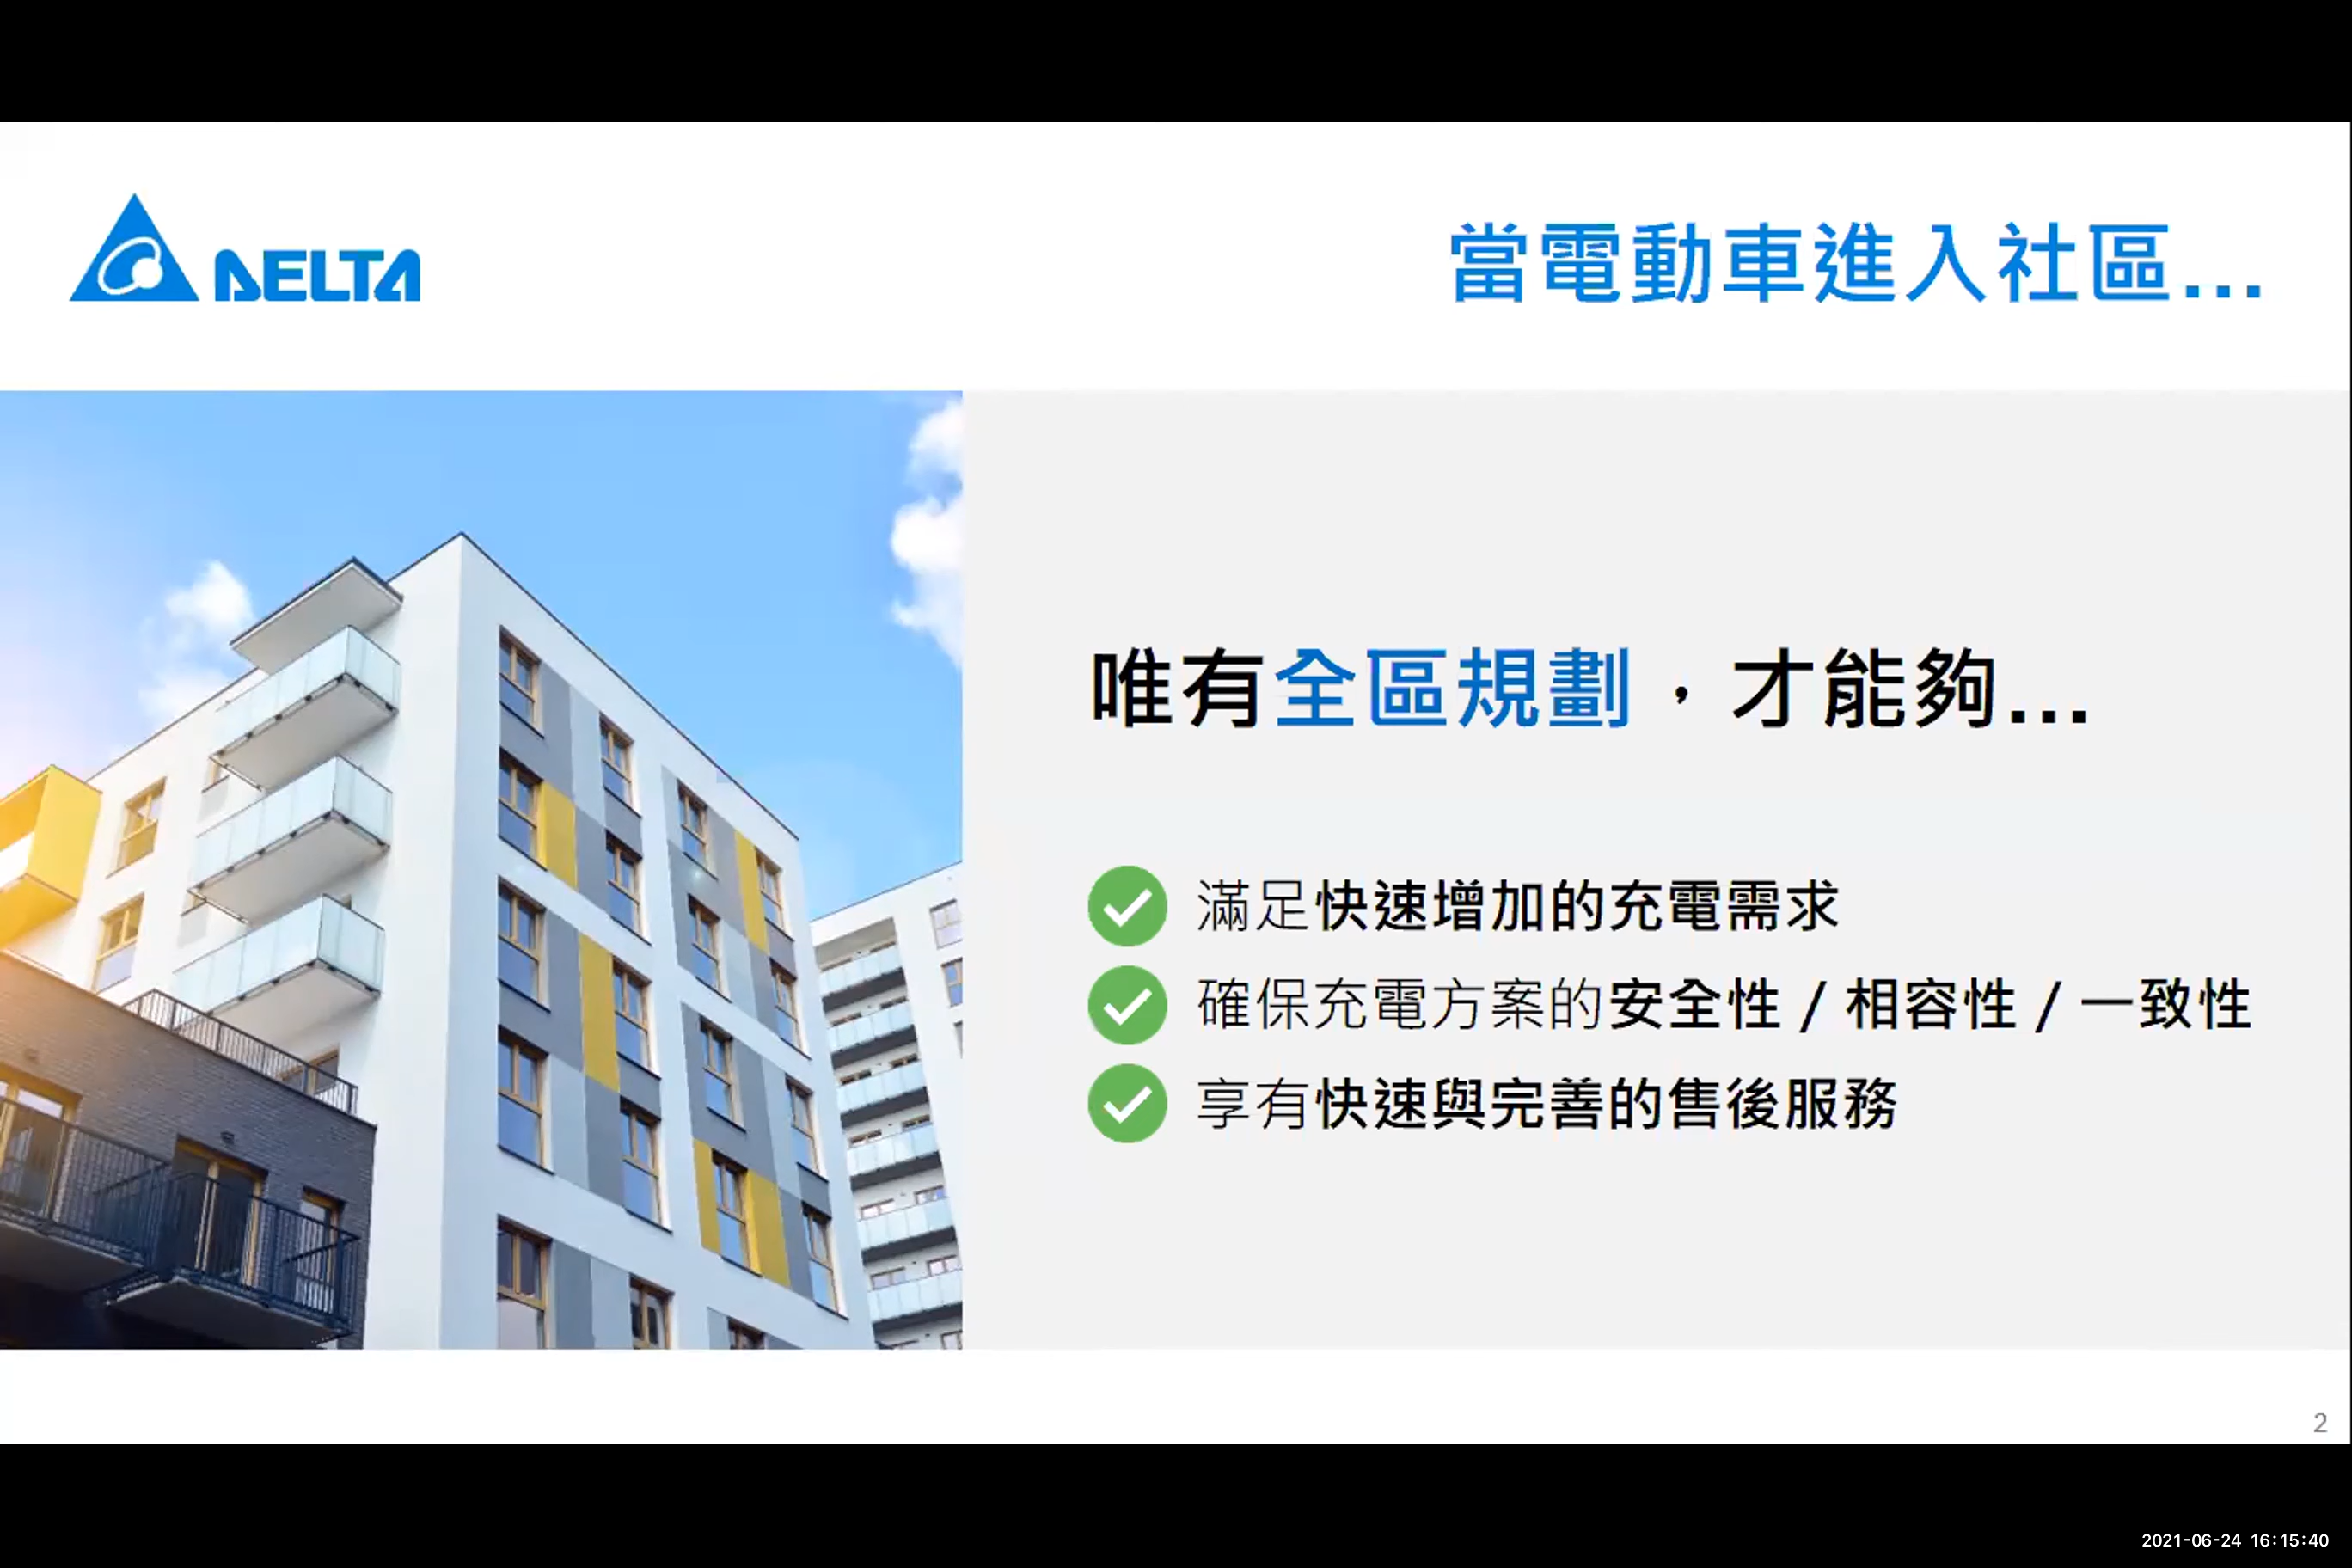 DELTA
當電動車進入社區...
唯有全區規劃，才能夠...
滿足快速增加的充電需求
確保充電方案的安全性 / 相容性 / 一致性
享有快速與完善的售後服務
2
2021-06-24 16:15:40